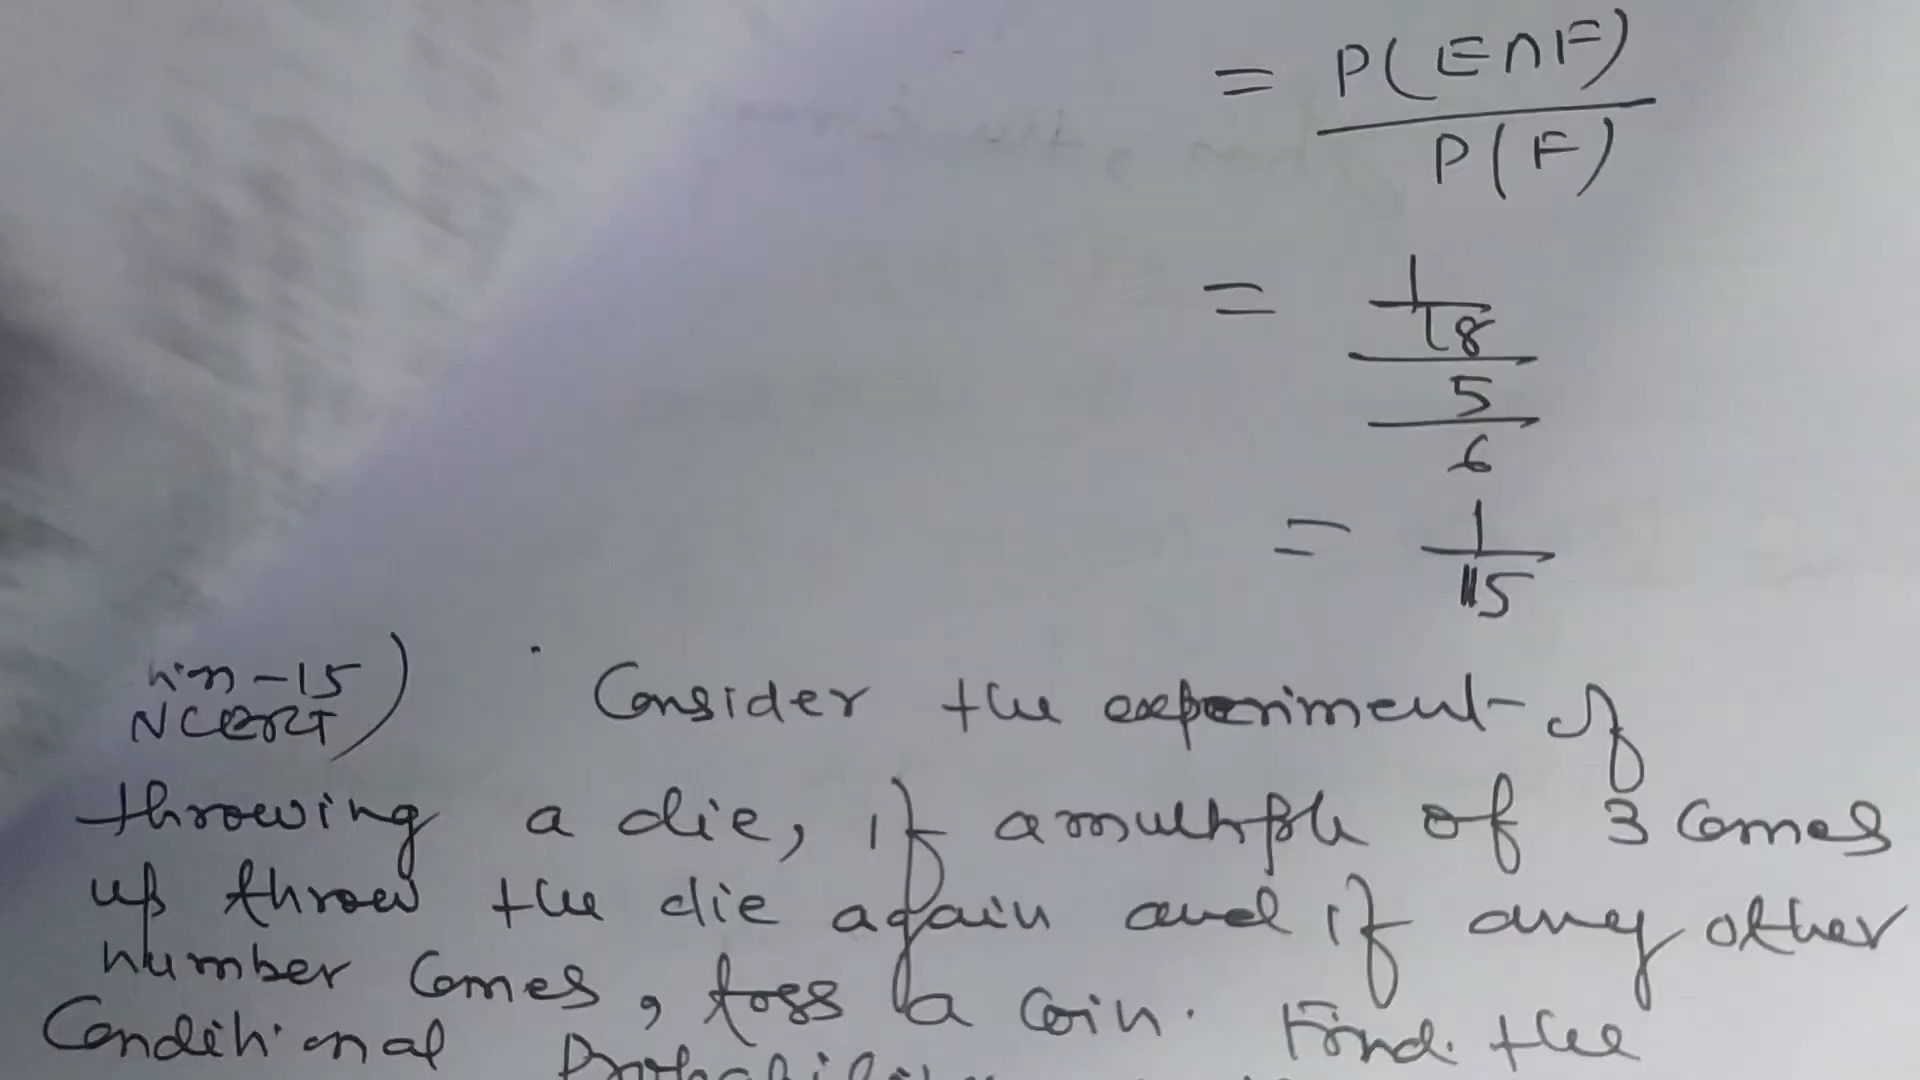 = P(E∩F)
P(F)
= 1
18
5
6
= 1
15
-15)
NCERT
Consider the experiment of
throwing a die, if a multiple of 3 comes
up throw the die again and if any other
number comes, toss a coin. Find the
Conditional Probability